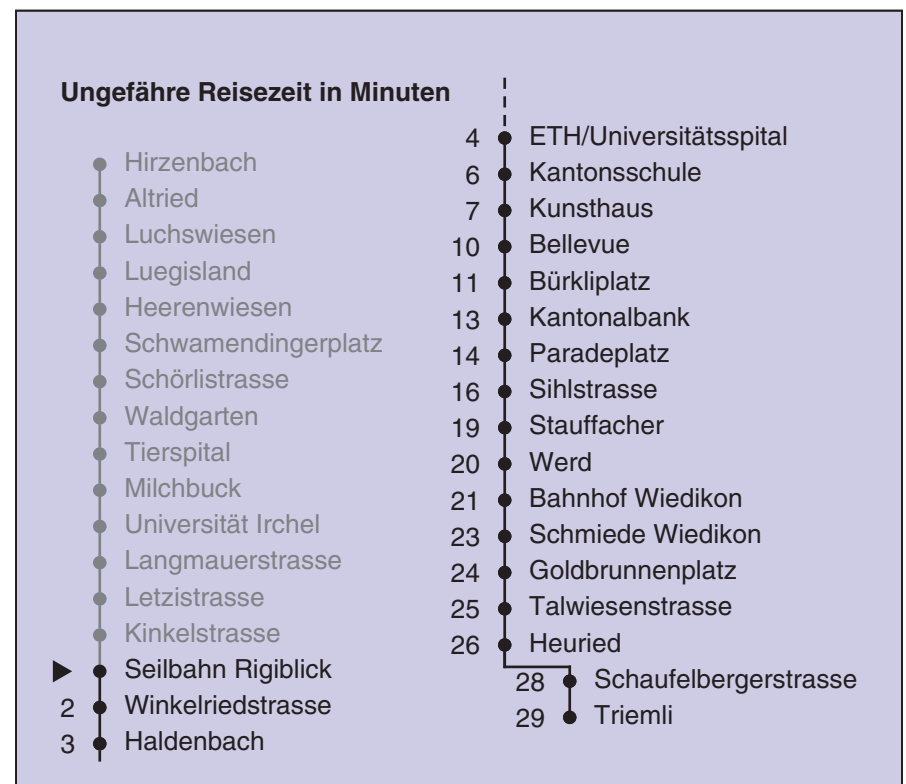 Ungefähre Reisezeit in Minuten
Hirzenbach
Altried
Luchswiesen
Luegisland
Heerenwiesen
Schwamendingerplatz
Schörlistrasse
Waldgarten
Tierspital
Milchbuck
Universität Irchel
Langmauerstrasse
Letzistrasse
Kinkelstrasse
Seilbahn Rigiblick
2 Winkelriedstrasse
3 Haldenbach
4 ETH/Universitätsspital
6 Kantonsschule
7 Kunsthaus
10 Bellevue
11 Bürkliplatz
13 Kantonalbank
14 Paradeplatz
16 Sihlstrasse
19 Stauffacher
20 Werd
21 Bahnhof Wiedikon
23 Schmiede Wiedikon
24 Goldbrunnenplatz
25 Talwiesenstrasse
26 Heuried
28 Schaufelbergerstrasse
29 Triemli